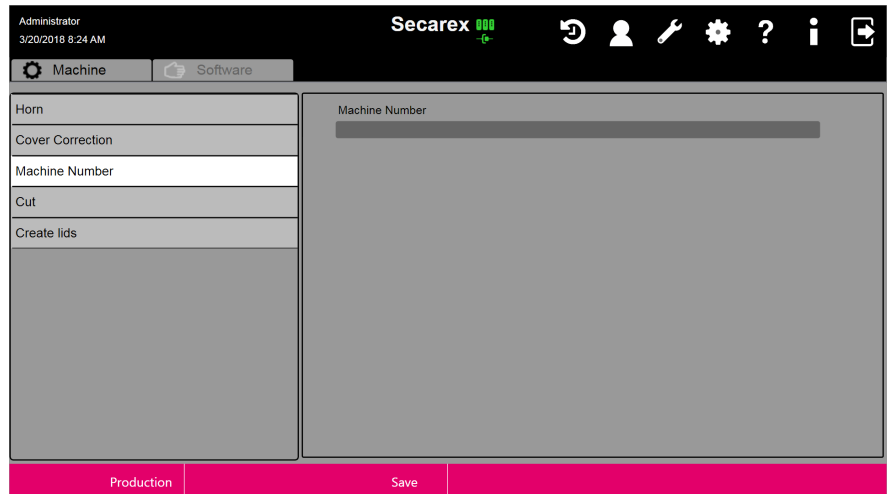 Administrator
3/20/2018 8:24 AM
Secarex
Machine
Software
Horn
Cover Correction
Machine Number
Cut
Create lids
Machine Number
Production
Save